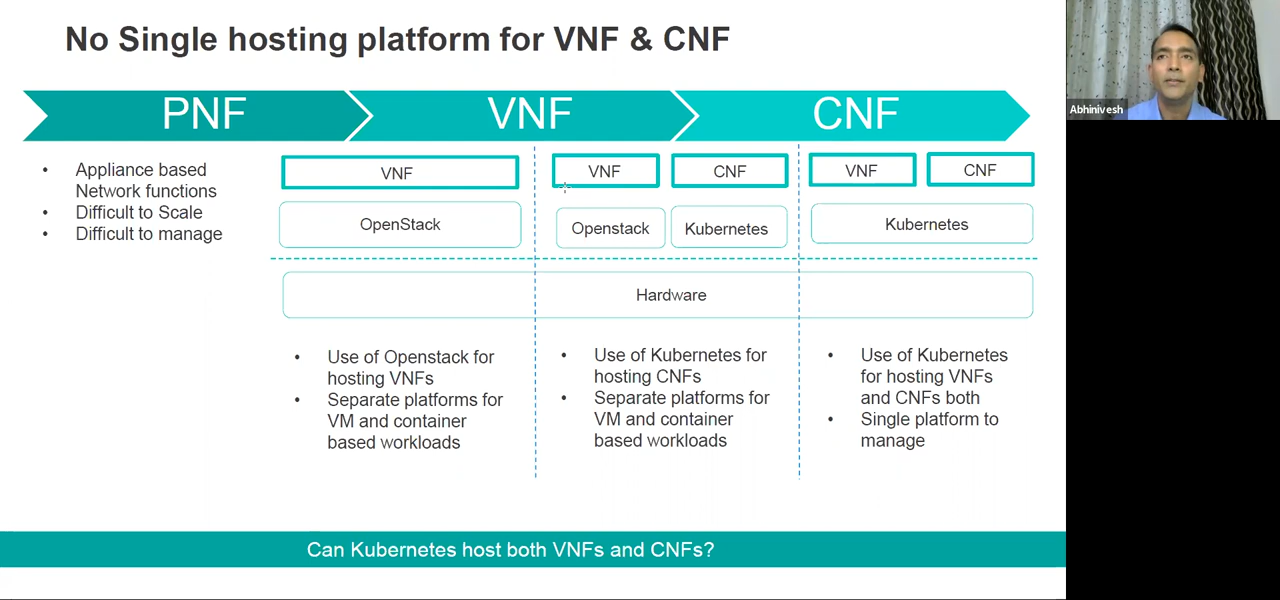 No Single hosting platform for VNF & CNF
Abhinivesh
PNF
VNF
CNF
• Appliance based
Network functions
• Difficult to Scale
• Difficult to manage
VNF
OpenStack
VNF
CNF
Openstack
Kubernetes
VNF
CNF
Kubernetes
Hardware
• Use of Openstack for
hosting VNFs
• Separate platforms for
VM and container
based workloads
• Use of Kubernetes for
hosting CNFs
• Separate platforms for
VM and container
based workloads
• Use of Kubernetes
for hosting VNFs
and CNFs both
• Single platform to
manage
Can Kubernetes host both VNFs and CNFs?